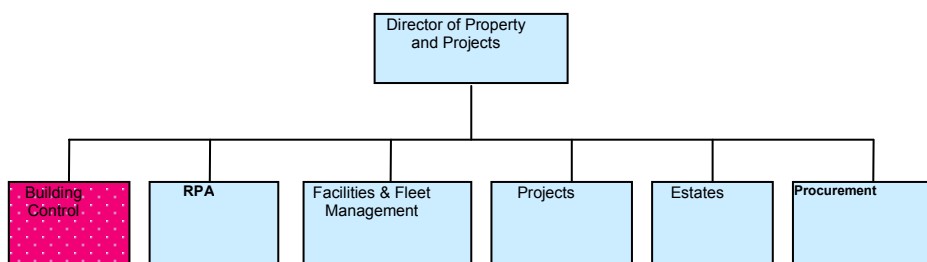 Director of Property
and Projects
Building
Control
RPA
Facilities & Fleet
Management
Projects
Estates
Procurement